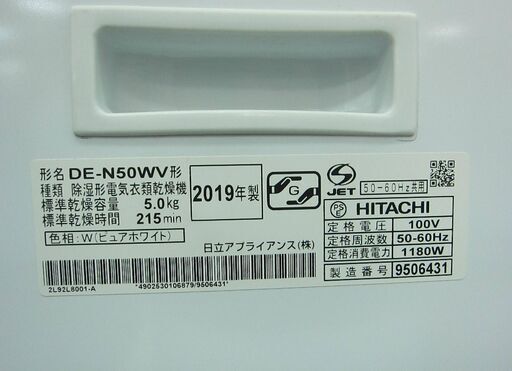 形名 DE-N50WV形
種類 除湿形電気衣類乾燥機
標準乾燥容量 5.0kg
標準乾燥時間 215min
色相:W(ピュアホワイト)
2L92L8001-A
2019年製
G
日立アプライアンス(株)
*4902530106879/9506431*
S
JET
50-60Hz共用
PS
E
HITACHI
定格電圧 100V
定格周波数 50-60Hz
定格消費電力 1180W
製造番号 9506431